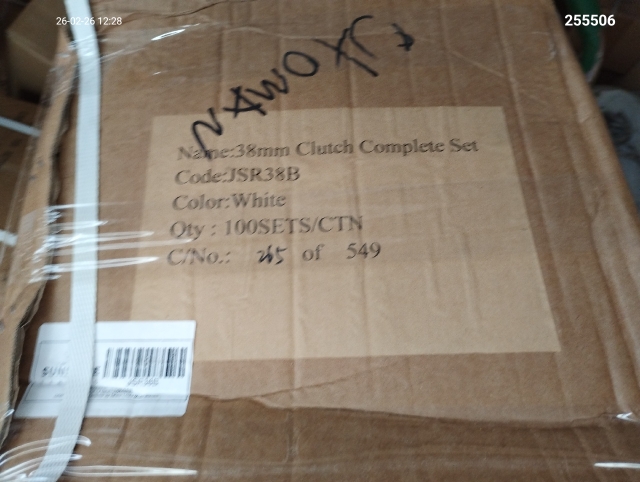 26-02-26 12:28
255506
Name:38mm Clutch Complete Set
Code:JSR38B
Color:White
Qty : 100SETS/CTN
C/No.: 265 of 549